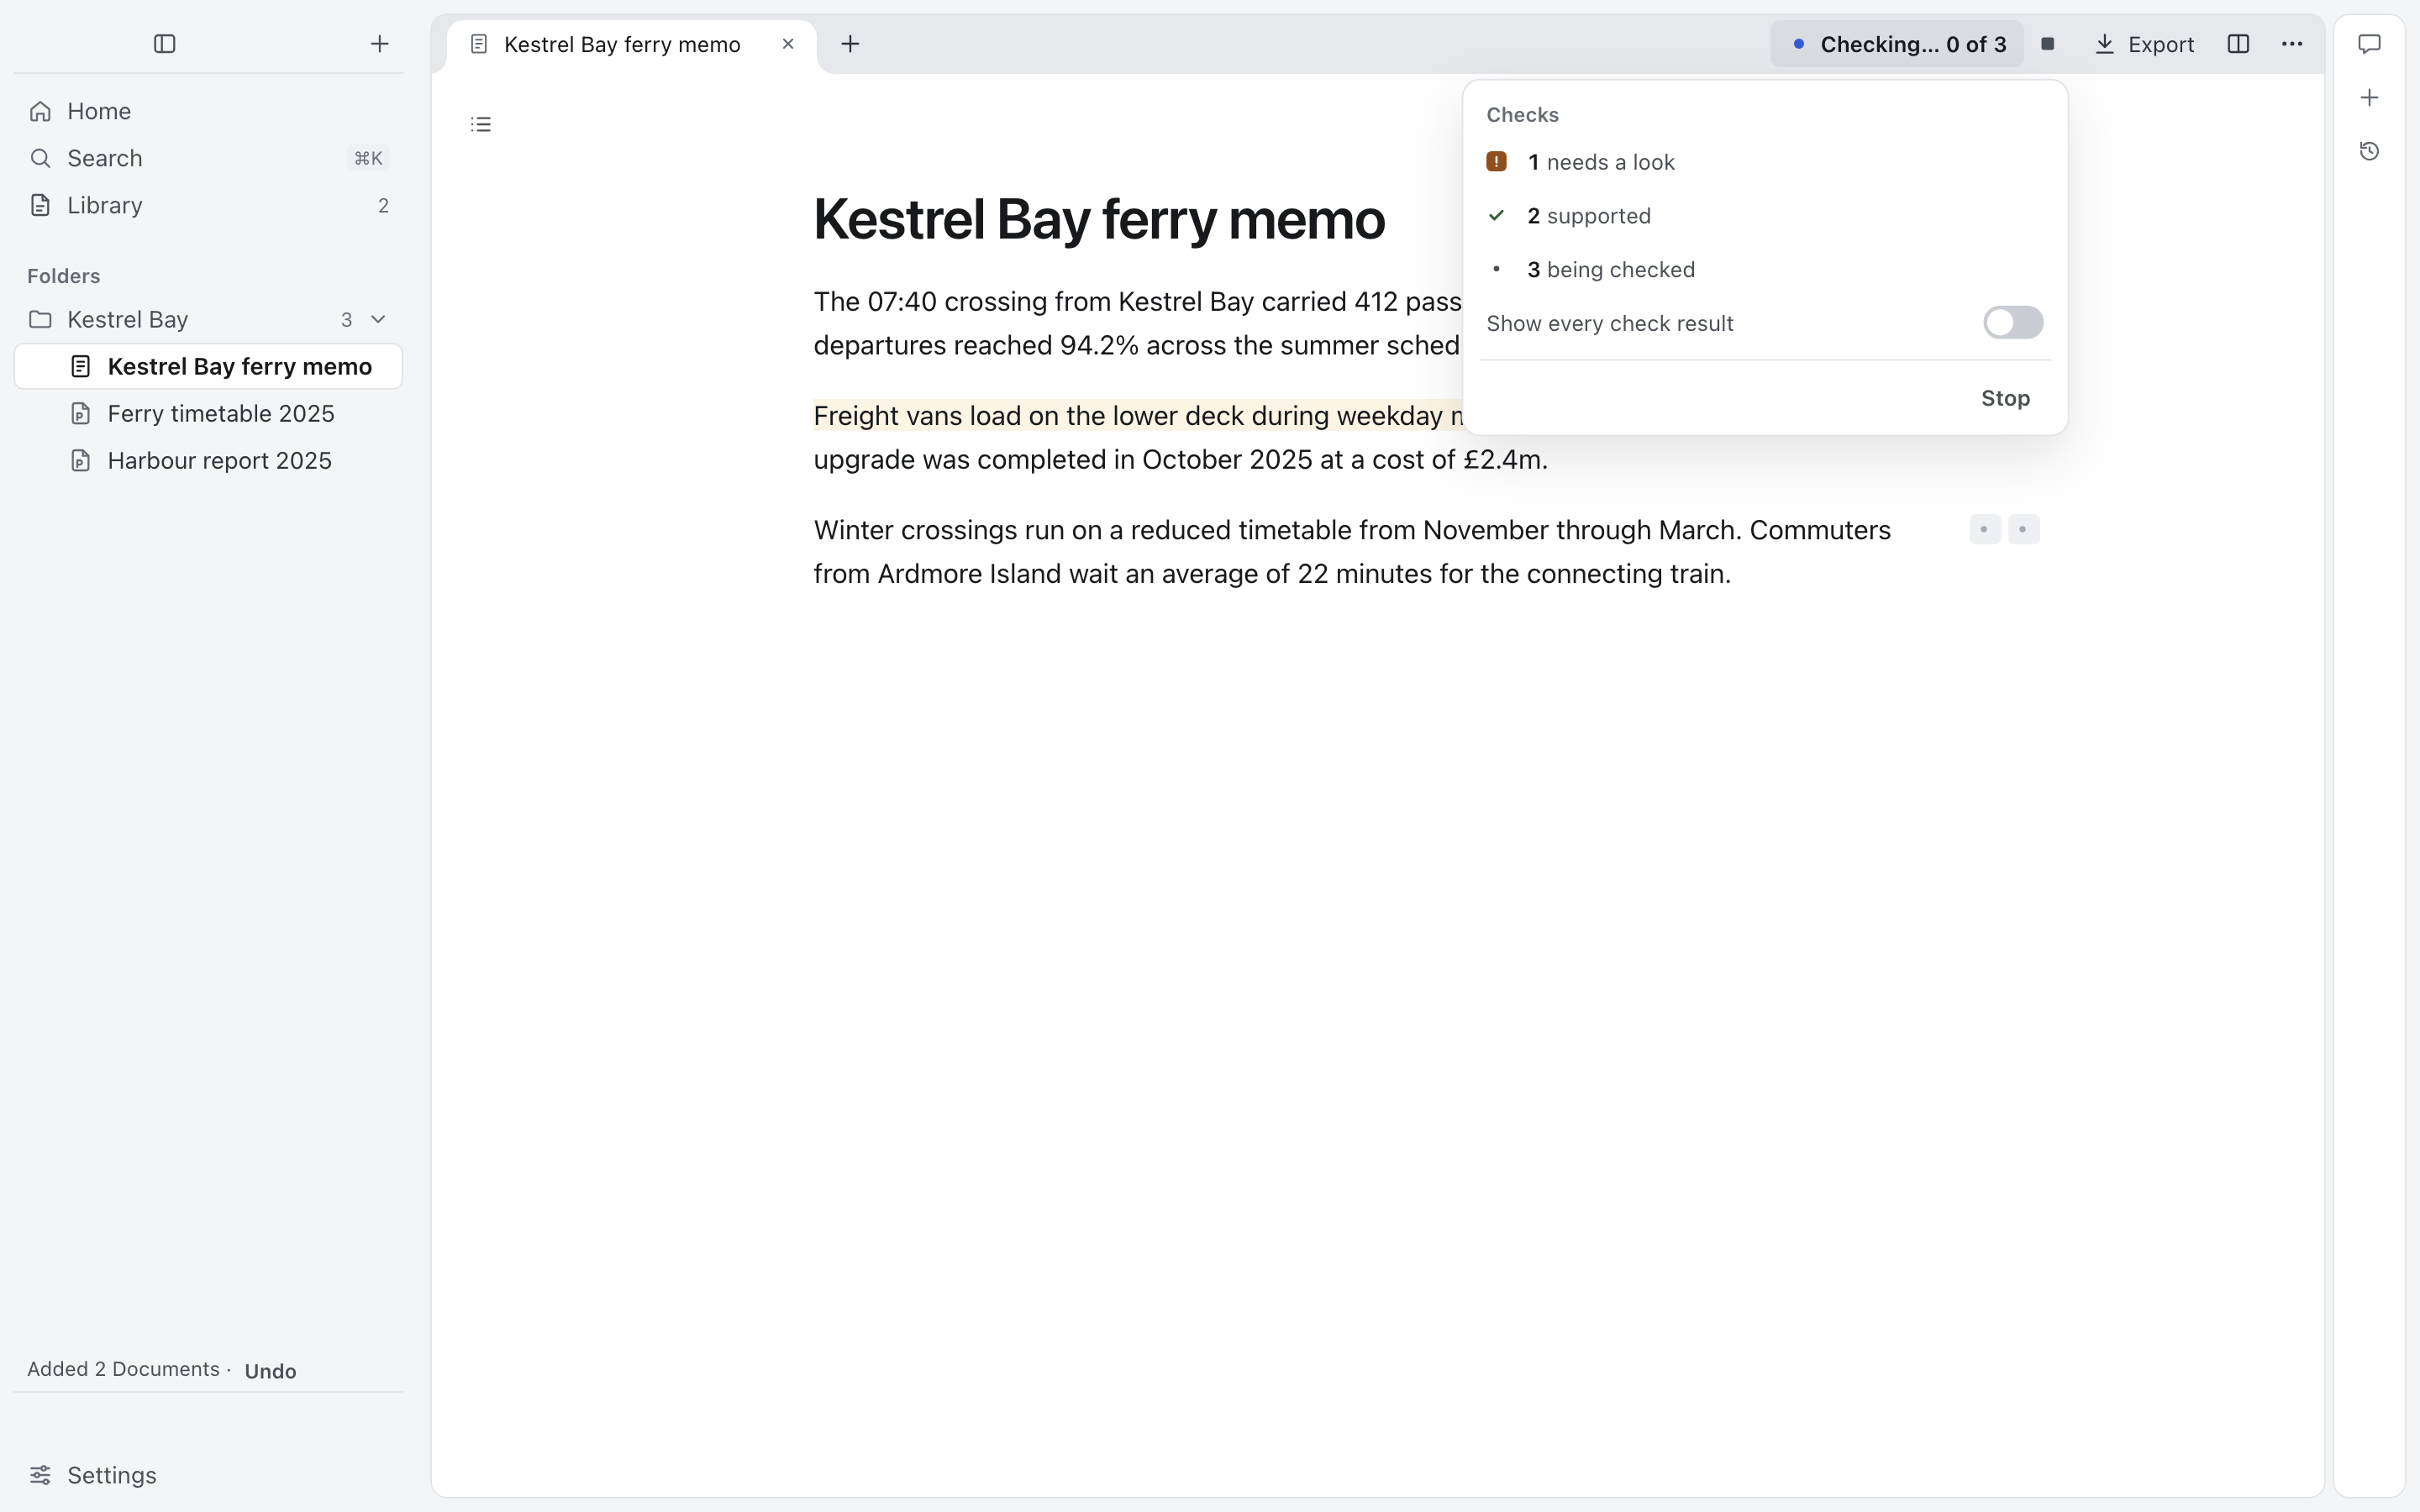 Home
Search ⌘K
Library 2
Folders
Kestrel Bay 3
Kestrel Bay ferry memo
Ferry timetable 2025
Harbour report 2025
Added 2 Documents · Undo
Settings
Kestrel Bay ferry memo
Checking... 0 of 3
Export
Checks
1 needs a look
2 supported
3 being checked
Show every check result
Stop
Kestrel Bay ferry memo
The 07:40 crossing from Kestrel Bay carried 412
departures reached 94.2% across the summer
Freight vans load on the lower deck during weekday
upgrade was completed in October 2025 at a cost of £2.4m.
Winter crossings run on a reduced timetable from November through March. Commuters
from Ardmore Island wait an average of 22 minutes for the connecting train.